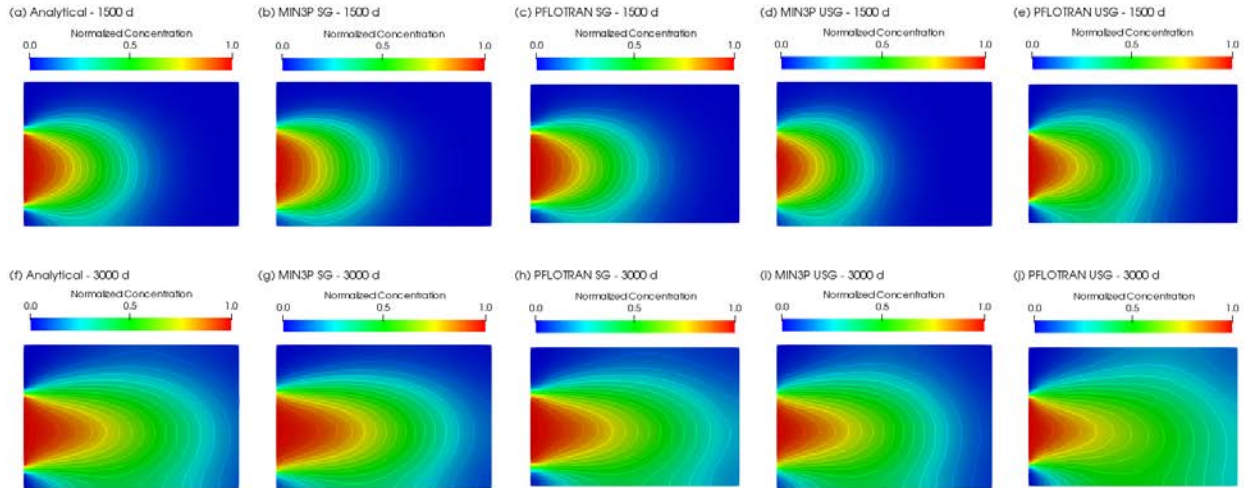 (a) Analytical - 1500 d
(b) MIN3P SG - 1500 d
(c) PFLOTRAN SG - 1500 d
(d) MIN3P USG - 1500 d
(e) PFLOTRAN USG - 1500 d
Normalized Concentration
Normalized Concentration
Normalized Concentration
Normalized Concentration
Normalized Concentration
0.0 0.5 1.0
0.0 0.5 1.0
0.0 0.5 1.0
0.0 0.5 1.0
0.0 0.5 1.0
(f) Analytical - 3000 d
(g) MIN3P SG - 3000 d
(h) PFLOTRAN SG - 3000 d
(i) MIN3P USG - 3000 d
(j) PFLOTRAN USG - 3000 d
Normalized Concentration
Normalized Concentration
Normalized Concentration
Normalized Concentration
Normalized Concentration
0.0 0.5 1.0
0.0 0.5 1.0
0.0 0.5 1.0
0.0 0.5 1.0
0.0 0.5 1.0